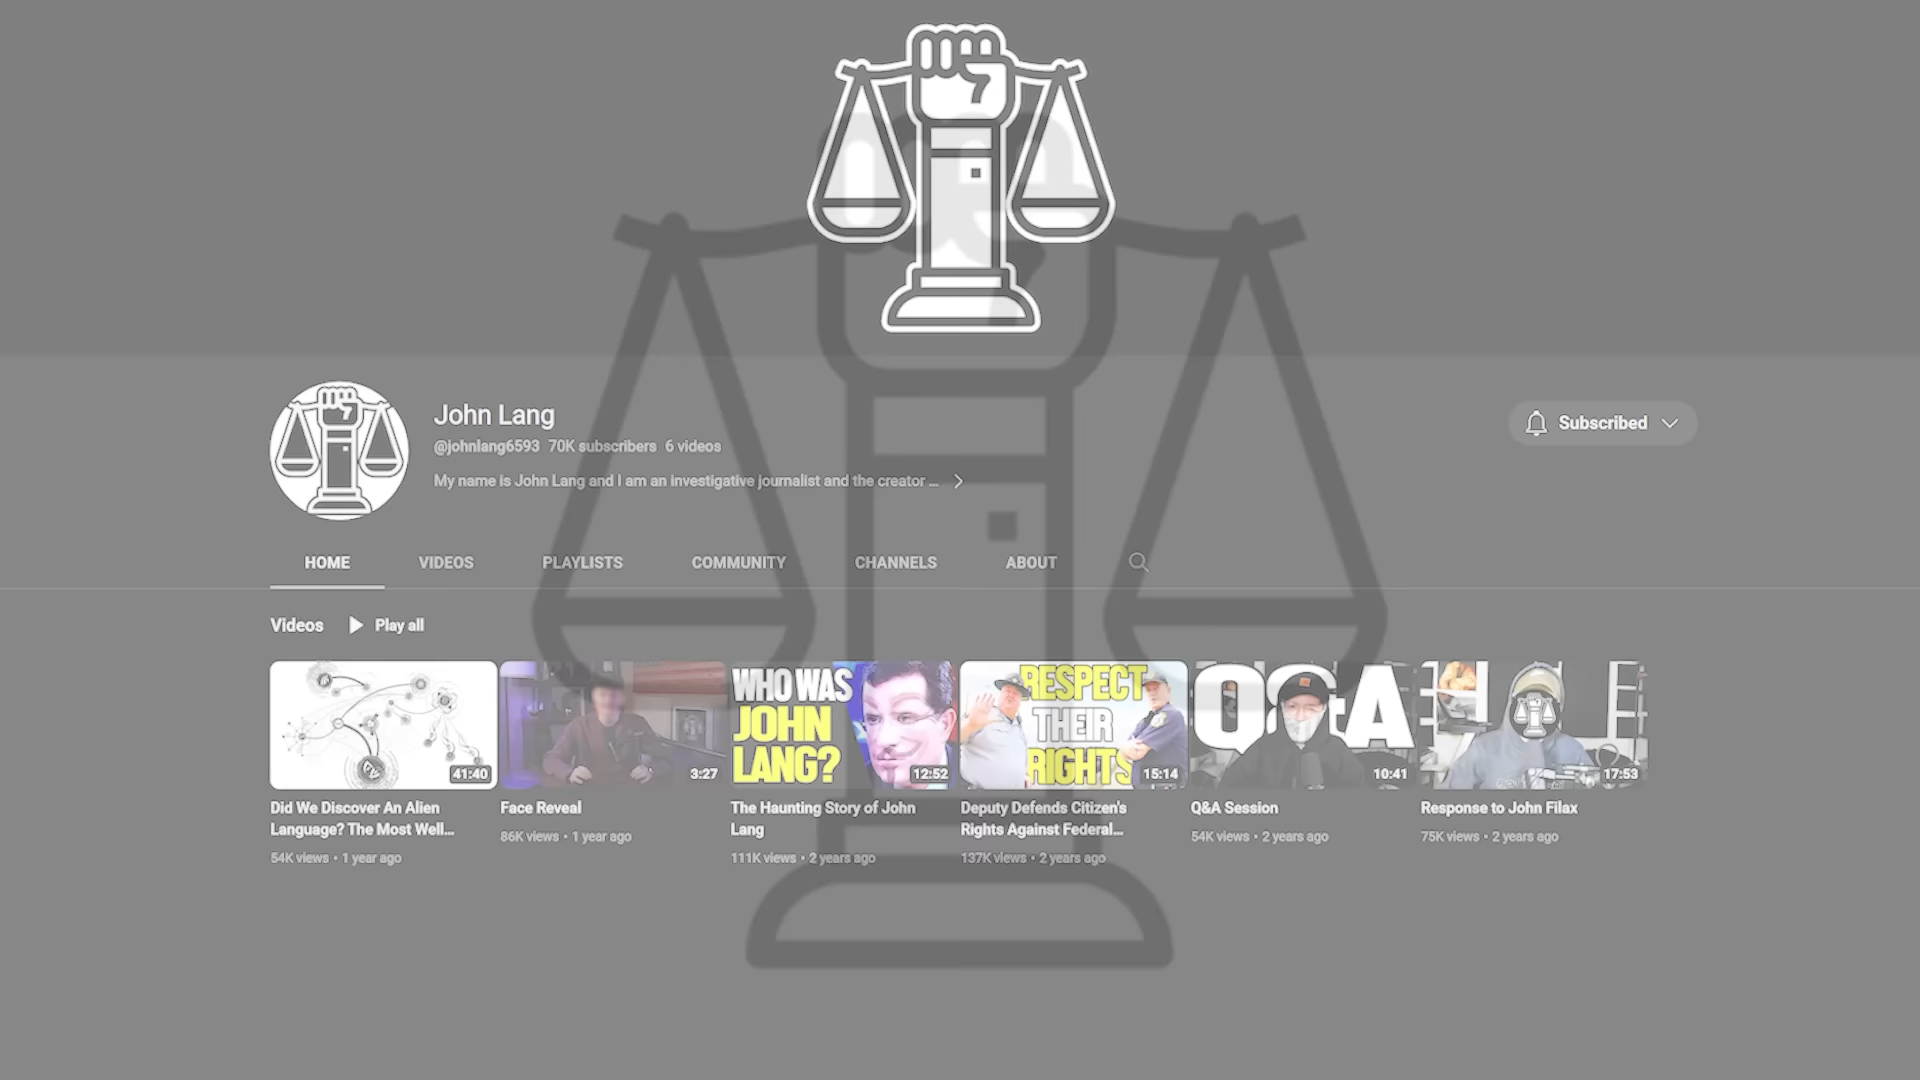 John Lang
@johnlang6593 70K subscribers 6 videos
My name is John Lang and I am an investigative journalist and the creator ...
Subscribed
HOME VIDEOS PLAYLISTS COMMUNITY CHANNELS ABOUT
Videos Play all
41:40
3:27
WHO WAS
JOHN
LANG?
12:52
RESPECT
THEIR
RIGHTS
15:14
Q&A
10:41
17:53
Did We Discover An Alien
Language? The Most Well...
54K views • 1 year ago
Face Reveal
86K views • 1 year ago
The Haunting Story of John
Lang
111K views • 2 years ago
Deputy Defends Citizen's
Rights Against Federal...
137K views • 2 years ago
Q&A Session
54K views • 2 years ago
Response to John Filax
75K views • 2 years ago